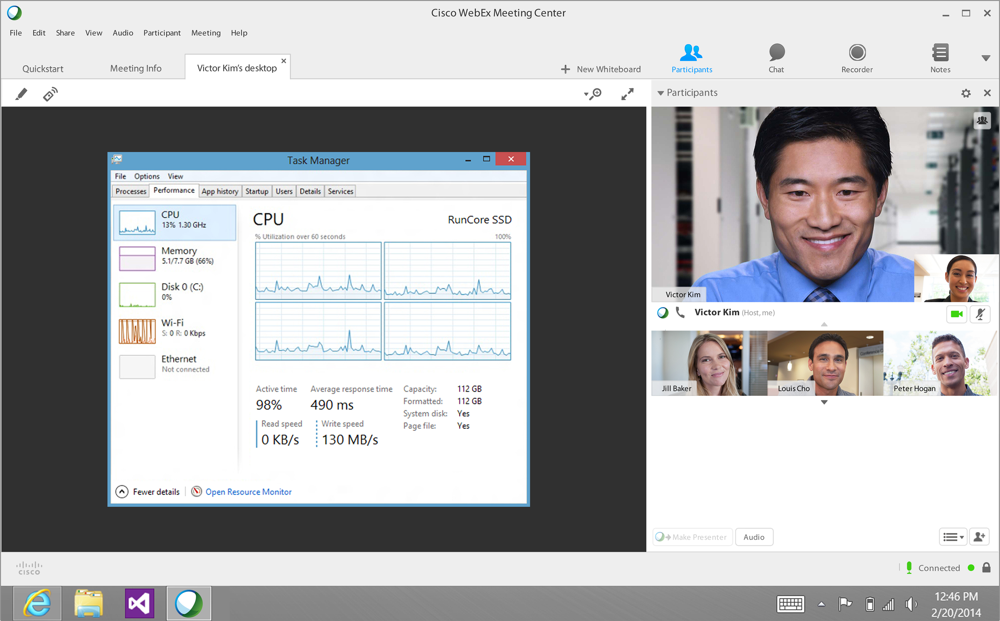 Cisco WebEx Meeting Center
File Edit Share View Audio Participant Meeting Help
Quickstart
Meeting Info
Victor Kim's desktop
New Whiteboard
Participants
Chat
Recorder
Notes
Participants
Task Manager
File Options View
Processes Performance App history Startup Users Details Services
CPU
13% 1.30 GHz
Memory
5.1/7.7 GB (66%)
Disk 0 (C:)
0%
Wi-Fi
S: 0 R: 0 Kbps
Ethernet
Not connected
CPU
RunCore SSD
% Utilization over 60 seconds
100%
Active time
98%
Average response time
490 ms
Read speed
0 KB/s
Write speed
130 MB/s
Capacity: 112 GB
Formatted: 112 GB
System disk: Yes
Page file: Yes
Fewer details
Open Resource Monitor
Victor Kim
Victor Kim (Host, me)
Conference C
Jill Baker
Louis Cho
Peter Hogan
Make Presenter
Audio
CISCO
Connected
12:46 PM
2/20/2014